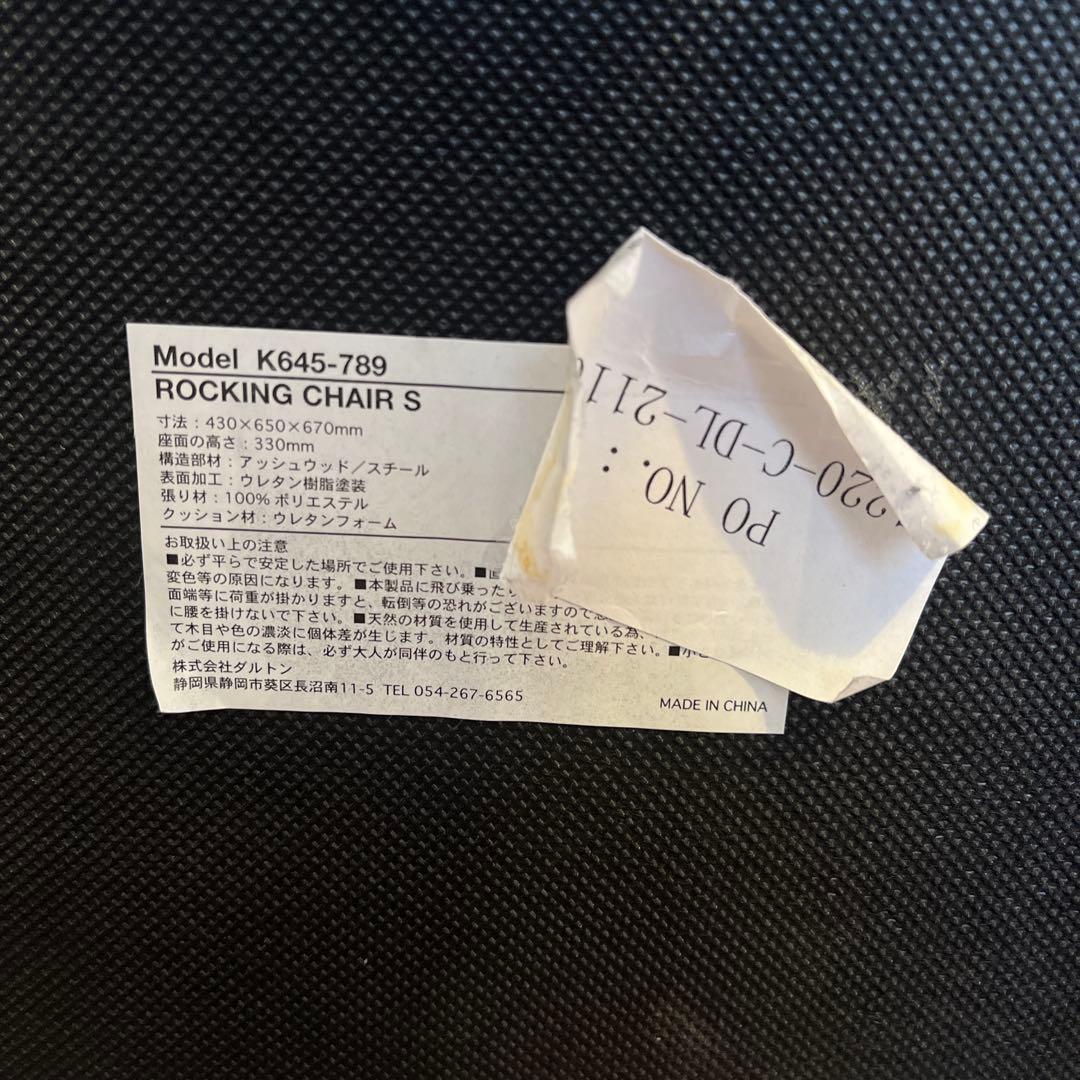 Model K645-789
ROCKING CHAIR S
寸法：430×650×670mm
座面の高さ：330mm
構造部材：アッシュウッド／スチール
表面加工：ウレタン樹脂塗装
張り材：100% ポリエステル
クッション材：ウレタンフォーム
お取扱い上の注意
■必ず平らで安定した場所でご使用下さい。■
変色等の原因になります。■本製品に飛び乗った
面端等に荷重が掛かりますと、転倒等の恐れがございますので
に腰を掛けないで下さい。■天然の材質を使用して生産されている為、
て木目や色の濃淡に個体差が生じます。材質の特性としてご理解下さい。■小
がご使用になる際は、必ず大人が同伴のもと行って下さい。
株式会社ダルトン
静岡県静岡市葵区長沼南11-5 TEL 054-267-6565
MADE IN CHINA
PO NO.:
220-C-DL-211